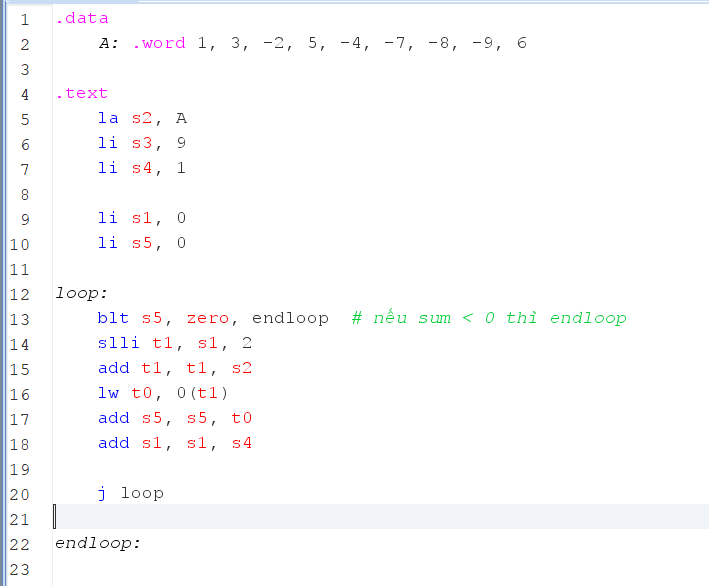 1 .data
2 A: .word 1, 3, -2, 5, -4, -7, -8, -9, 6
3
4 .text
5 la s2, A
6 li s3, 9
7 li s4, 1
8
9 li s1, 0
10 li s5, 0
11
12 loop:
13 blt s5, zero, endloop # nếu sum < 0 thì endloop
14 slli t1, s1, 2
15 add t1, t1, s2
16 lw t0, 0(t1)
17 add s5, s5, t0
18 add s1, s1, s4
19
20 j loop
21
22 endloop:
23